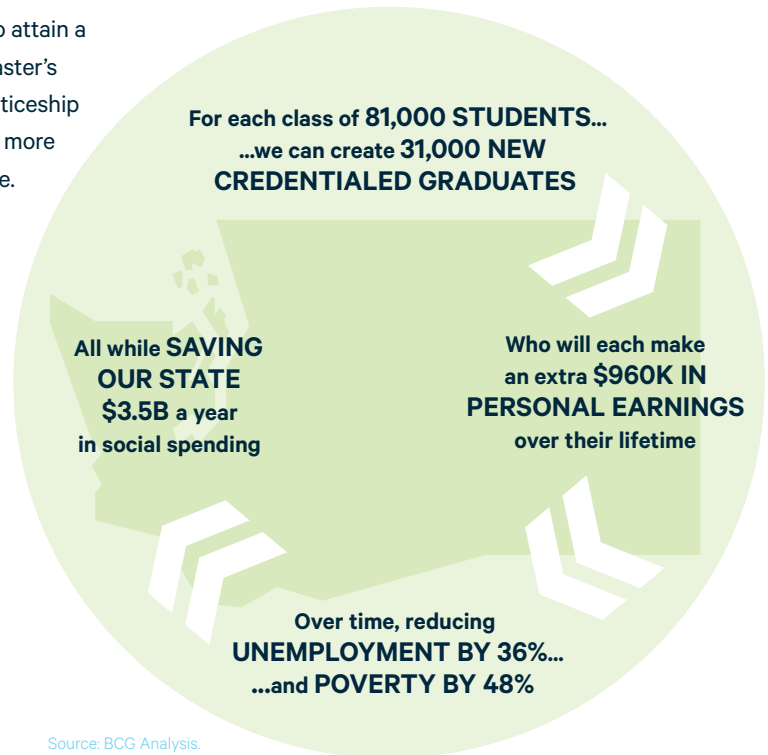 o attain a
aster's
ticeship
more
e.
For each class of 81,000 STUDENTS...
...we can create 31,000 NEW
CREDENTIALED GRADUATES
Who will each make
an extra $960K IN
PERSONAL EARNINGS
over their lifetime
Over time, reducing
UNEMPLOYMENT BY 36%...
...and POVERTY BY 48%
All while SAVING
OUR STATE
$3.5B a year
in social spending
Source: BCG Analysis.